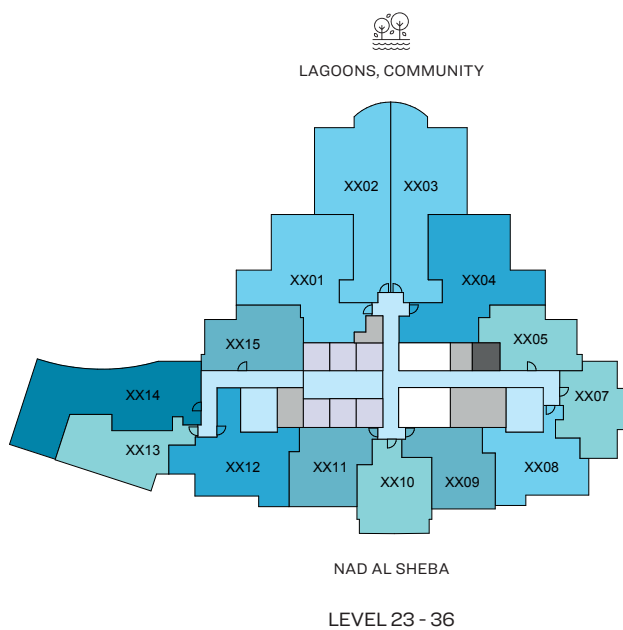 LAGOONS, COMMUNITY
XX02
XX03
XX01
XX04
XX15
XX05
XX14
XX07
XX13
XX12
XX11
XX10
XX09
XX08
NAD AL SHEBA
LEVEL 23 - 36